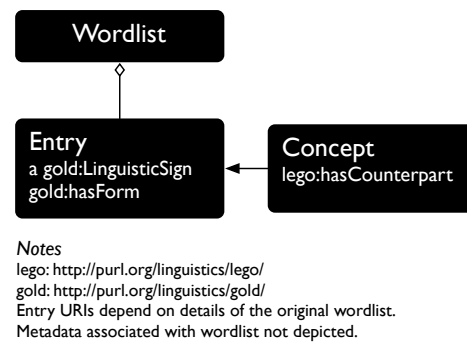 Wordlist
Entry
a gold:LinguisticSign
gold:hasForm
Concept
lego:hasCounterpart
Notes
lego: http://purl.org/linguistics/lego/
gold: http://purl.org/linguistics/gold/
Entry URIs depend on details of the original wordlist.
Metadata associated with wordlist not depicted.